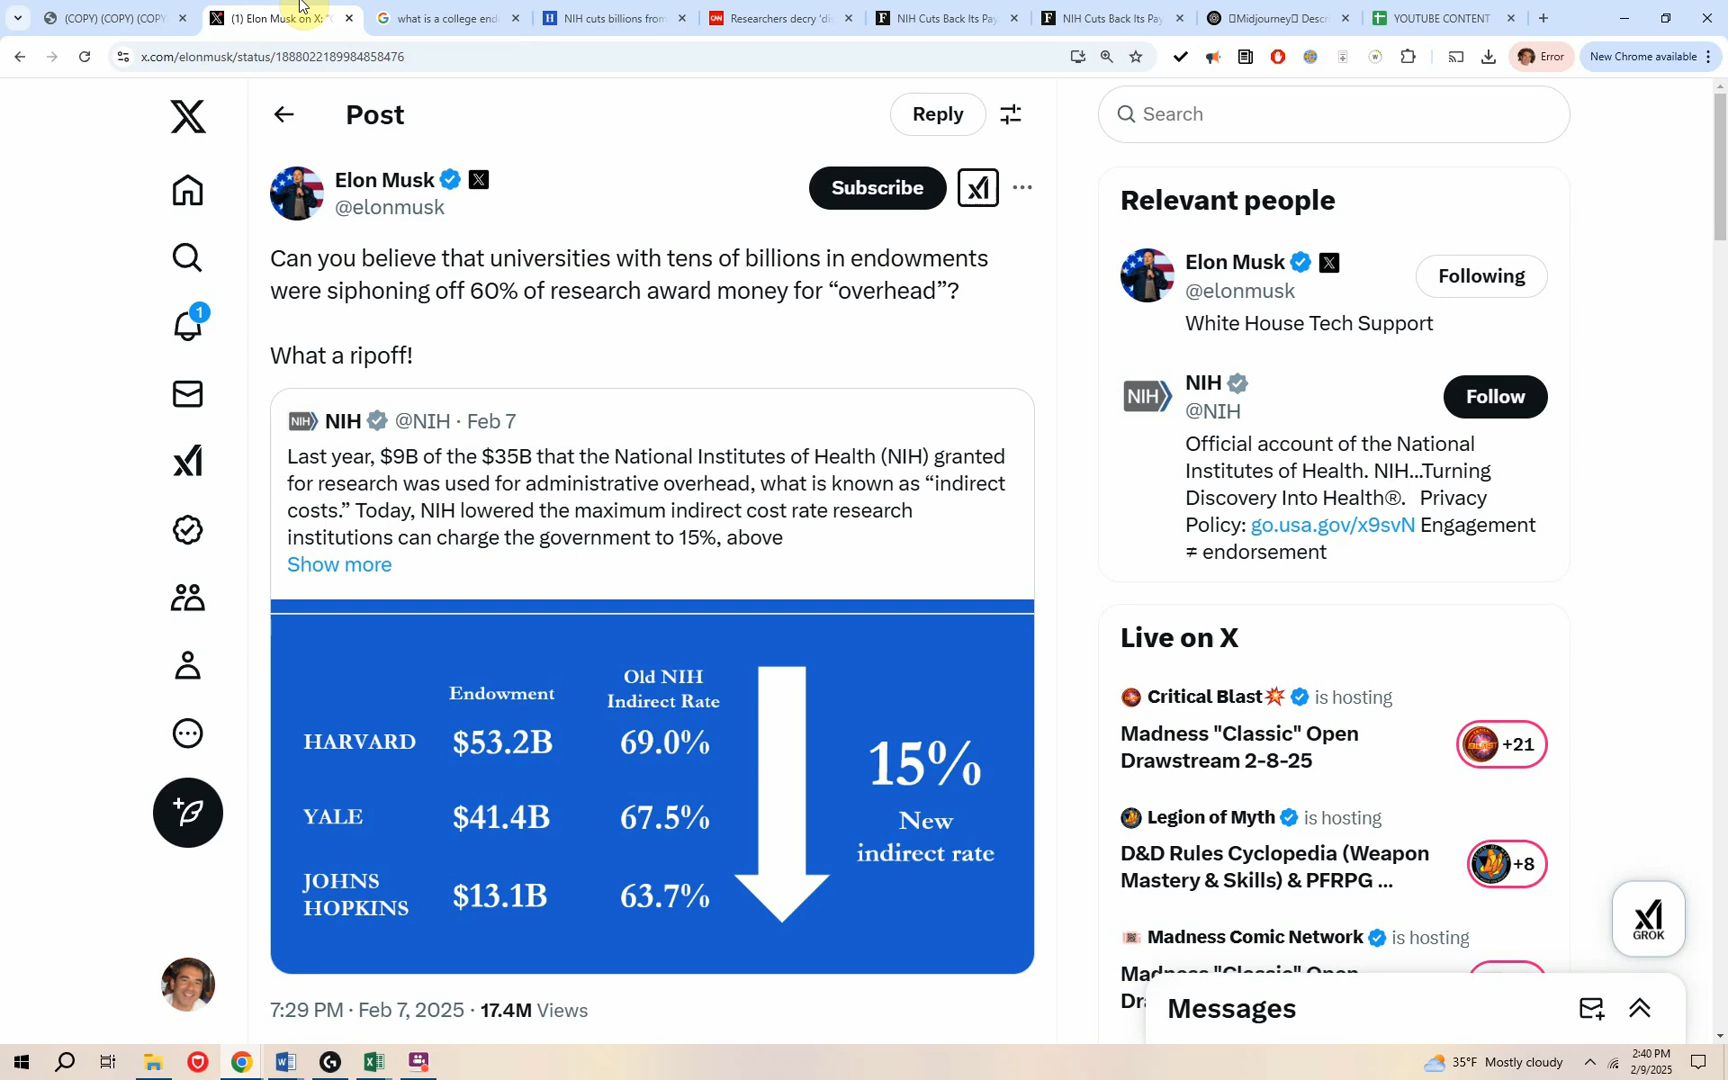 (COPY) (COPY) (COPY
(1) Elon Musk on X: "C
what is a college end
NIH cuts billions from
Researchers decry 'di
NIH Cuts Back Its Pay
NIH Cuts Back Its Pay
Midjourney Descr
YOUTUBE CONTENT
x.com/elonmusk/status/1888022189984858476
Error
New Chrome available
Post
Reply
Search
Elon Musk
@elonmusk
Subscribe
Can you believe that universities with tens of billions in endowments
were siphoning off 60% of research award money for “overhead”?
What a ripoff!
NIH NIH @NIH · Feb 7
Last year, $9B of the $35B that the National Institutes of Health (NIH) granted
for research was used for administrative overhead, what is known as “indirect
costs.” Today, NIH lowered the maximum indirect cost rate research
institutions can charge the government to 15%, above
Show more
Endowment
Old NIH
Indirect Rate
HARVARD $53.2B 69.0%
YALE $41.4B 67.5%
JOHNS
HOPKINS
$13.1B 63.7%
15%
New
indirect rate
7:29 PM · Feb 7, 2025 · 17.4M Views
1
Relevant people
Elon Musk
@elonmusk
Following
White House Tech Support
NIH
NIH
@NIH
Follow
Official account of the National
Institutes of Health. NIH...Turning
Discovery Into Health®. Privacy
Policy: go.usa.gov/x9svN Engagement
≠ endorsement
Live on X
Critical Blast💥 is hosting
Madness "Classic" Open
Drawstream 2-8-25
+21
Legion of Myth is hosting
D&D Rules Cyclopedia (Weapon
Mastery & Skills) & PFRPG ...
+8
Madness Comic Network is hosting
Madness "Classic" Open
GROK
Messages
35°F Mostly cloudy
2:40 PM
2/9/2025